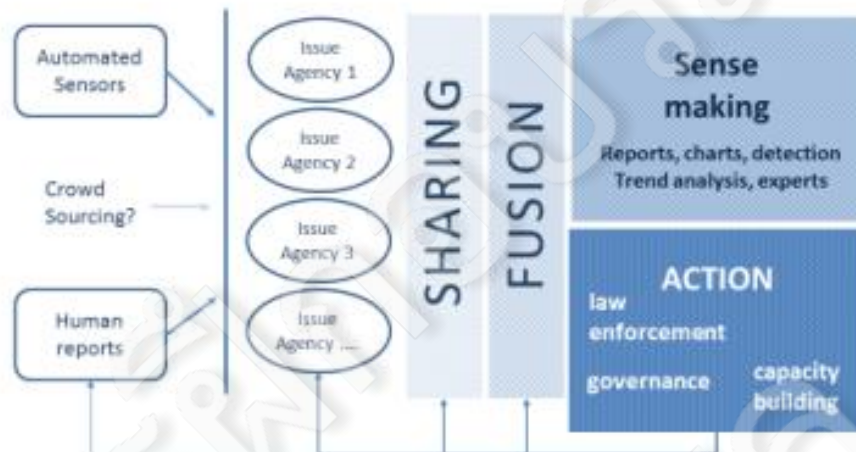 Automated
Sensors
Crowd
Sourcing?
Human
reports
Issue
Agency 1
Issue
Agency 2
Issue
Agency 3
Issue
Agency ....
SHARING
FUSION
Sense
making
Reports, charts, detection
Trend analysis, experts
ACTION
law
enforcement
governance
capacity
building